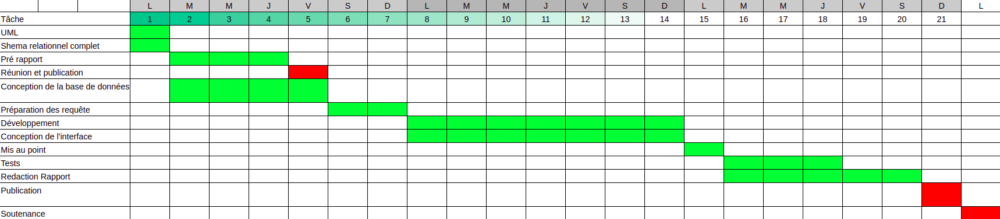 L M M J V S D L M M J V S D L M M J V S D L
Tâche 1 2 3 4 5 6 7 8 9 10 11 12 13 14 15 16 17 18 19 20 21
UML
Shema relationnel complet
Pré rapport
Réunion et publication
Conception de la base de données
Préparation des requête
Développement
Conception de l'interface
Mis au point
Tests
Redaction Rapport
Publication
Soutenance